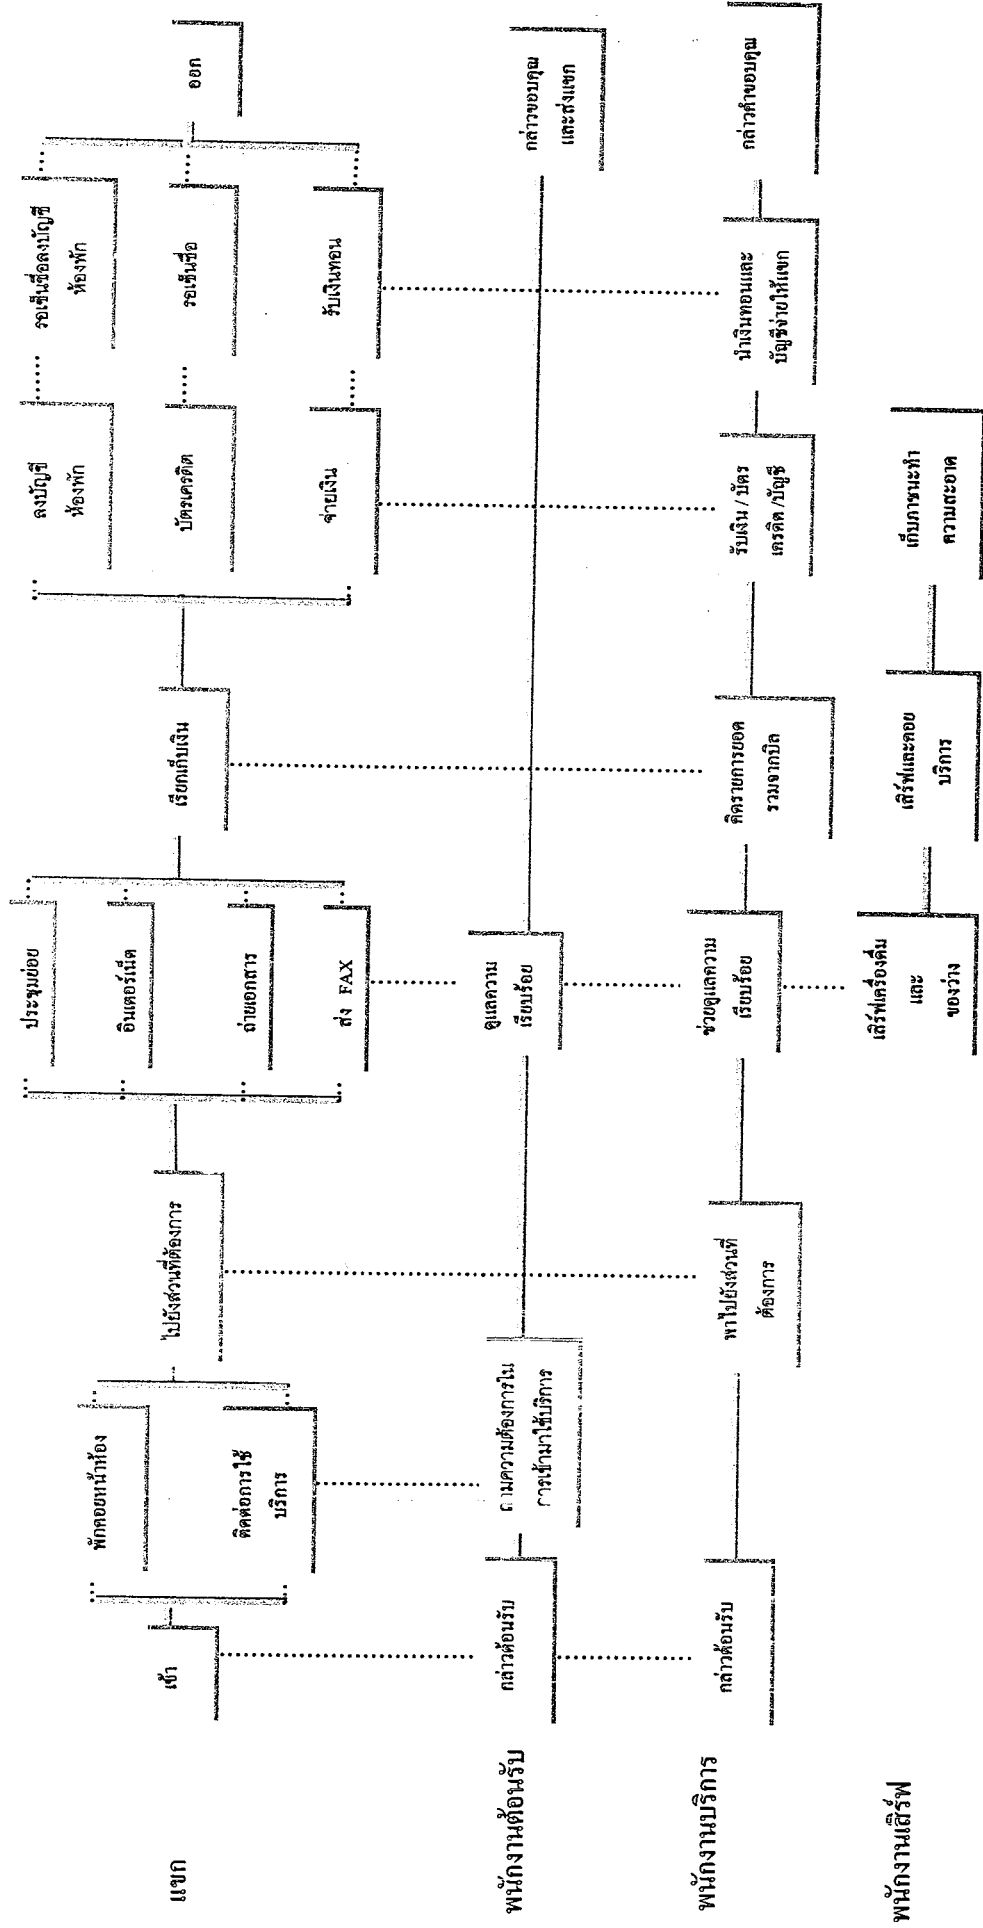 แขก
เข้า
พักคอยหน้าห้อง
ติดต่อการใช้
บริการ
ไปยังส่วนที่ต้องการ
ประชุมย่อย
อินเตอร์เน็ต
ถ่ายเอกสาร
ส่ง FAX
เรียกเก็บเงิน
ลงบัญชี
ห้องพัก
บัตรเครดิต
จ่ายเงิน
รอเซ็นชื่อลงบัญชี
ห้องพัก
รอเซ็นชื่อ
รับเงินทอน
ออก
พนักงานต้อนรับ
กล่าวต้อนรับ
ถามความต้องการใน
การเข้ามาใช้บริการ
ดูแลความ
เรียบร้อย
กล่าวขอบคุณ
และส่งแขก
พนักงานบริการ
กล่าวต้อนรับ
พาไปยังส่วนที่
ต้องการ
ช่วยดูแลความ
เรียบร้อย
คิดรายการยอด
รวมจากบิล
รับเงิน / บัตร
เครดิต /บัญชี
นำเงินทอนและ
บัญชีจ่ายให้แขก
กล่าวคำขอบคุณ
พนักงานเสิร์ฟ
เสิร์ฟเครื่องดื่ม
และ
ของว่าง
เสิร์ฟและคอย
บริการ
เก็บภาชนะทำ
ความสะอาด